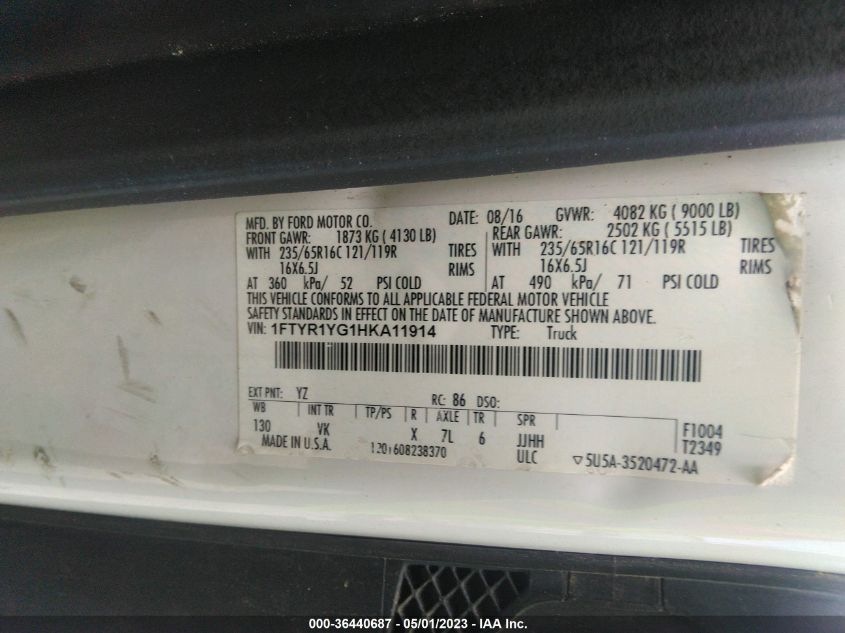 MFD. BY FORD MOTOR CO. DATE: 08/16 GVWR: 4082 KG ( 9000 LB)
FRONT GAWR: 1873 KG ( 4130 LB) REAR GAWR: 2502 KG ( 5515 LB)
WITH 235/65R16C 121/119R TIRES WITH 235/65R16C 121/119R TIRES
16X6.5J RIMS 16X6.5J RIMS
AT 360 kPa/ 52 PSI COLD AT 490 kPa/ 71 PSI COLD
THIS VEHICLE CONFORMS TO ALL APPLICABLE FEDERAL MOTOR VEHICLE
SAFETY STANDARDS IN EFFECT ON THE DATE OF MANUFACTURE SHOWN ABOVE.
VIN: 1FTYR1YG1HKA11914 TYPE: Truck
EXT PNT: YZ RC: 86 DSO:
WB INT TR TP/PS R AXLE TR SPR
130 VK X 7L 6 JJHH F1004
MADE IN U.S.A. ULC T2349
5U5A-3520472-AA
000-36440687 - 05/01/2023 - IAA Inc.